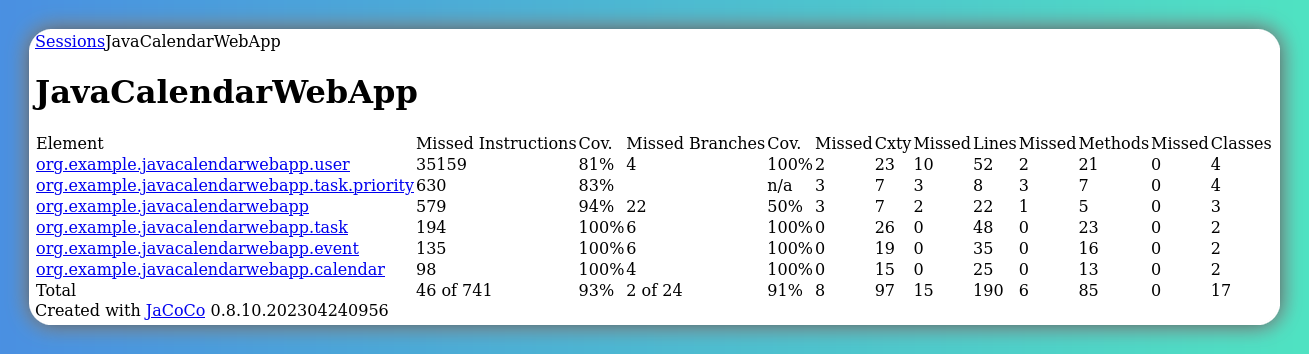 SessionsJavaCalendarWebApp
JavaCalendarWebApp
Element Missed Instructions Cov. Missed Branches Cov. Missed Cxty Missed Lines Missed Methods Missed Classes
org.example.javacalendarwebapp.user 35159 81% 4 100% 2 23 10 52 2 21 0 4
org.example.javacalendarwebapp.task.priority 630 83% n/a 3 7 3 8 3 7 0 4
org.example.javacalendarwebapp 579 94% 22 50% 3 7 2 22 1 5 0 3
org.example.javacalendarwebapp.task 194 100% 6 100% 0 26 0 48 0 23 0 2
org.example.javacalendarwebapp.event 135 100% 6 100% 0 19 0 35 0 16 0 2
org.example.javacalendarwebapp.calendar 98 100% 4 100% 0 15 0 25 0 13 0 2
Total 46 of 741 93% 2 of 24 91% 8 97 15 190 6 85 0 17
Created with JaCoCo 0.8.10.202304240956